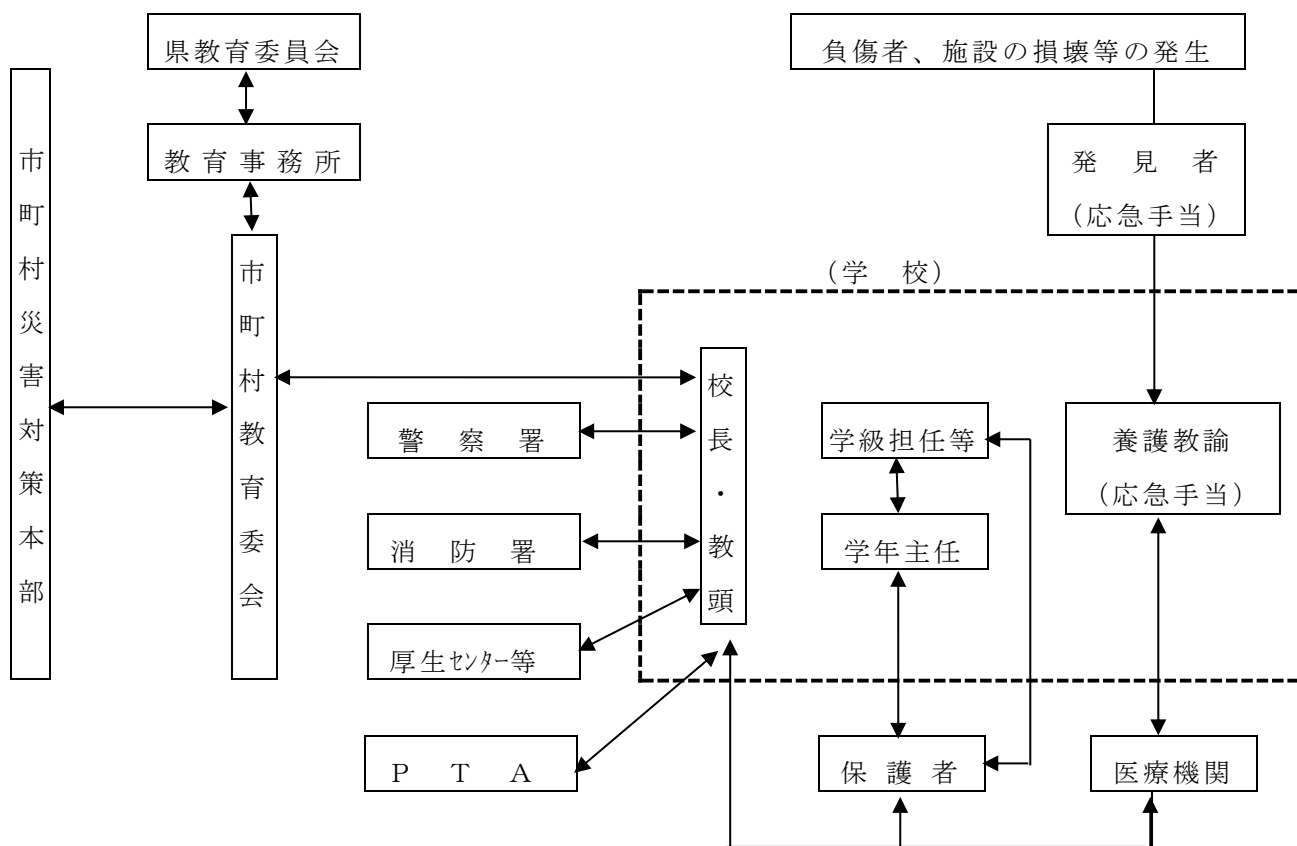 県教育委員会
負傷者、施設の損壊等の発生
教育事務所
発見者
(応急手当)
市町村災害対策本部
市町村教育委会
(学 校)
校長・教頭
警察署
学級担任等
養護教諭
(応急手当)
消防署
学年主任
厚生ｾﾝﾀｰ等
PTA
保護者
医療機関